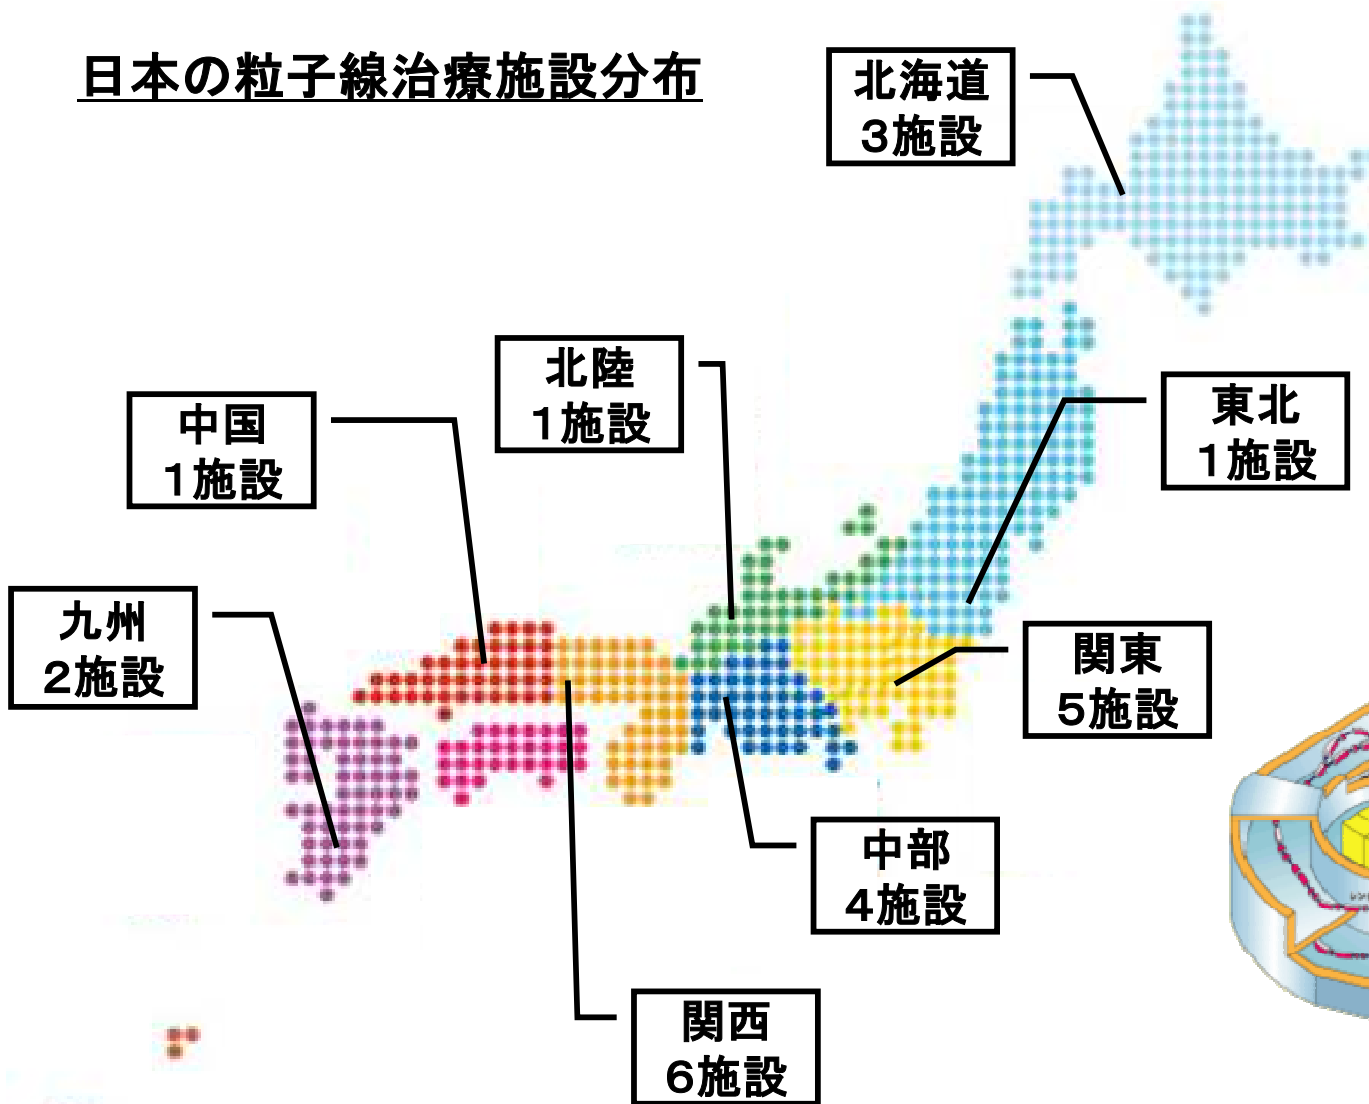 日本の粒子線治療施設分布
北海道
3施設
北陸
1施設
東北
1施設
中国
1施設
九州
2施設
関東
5施設
中部
4施設
関西
6施設